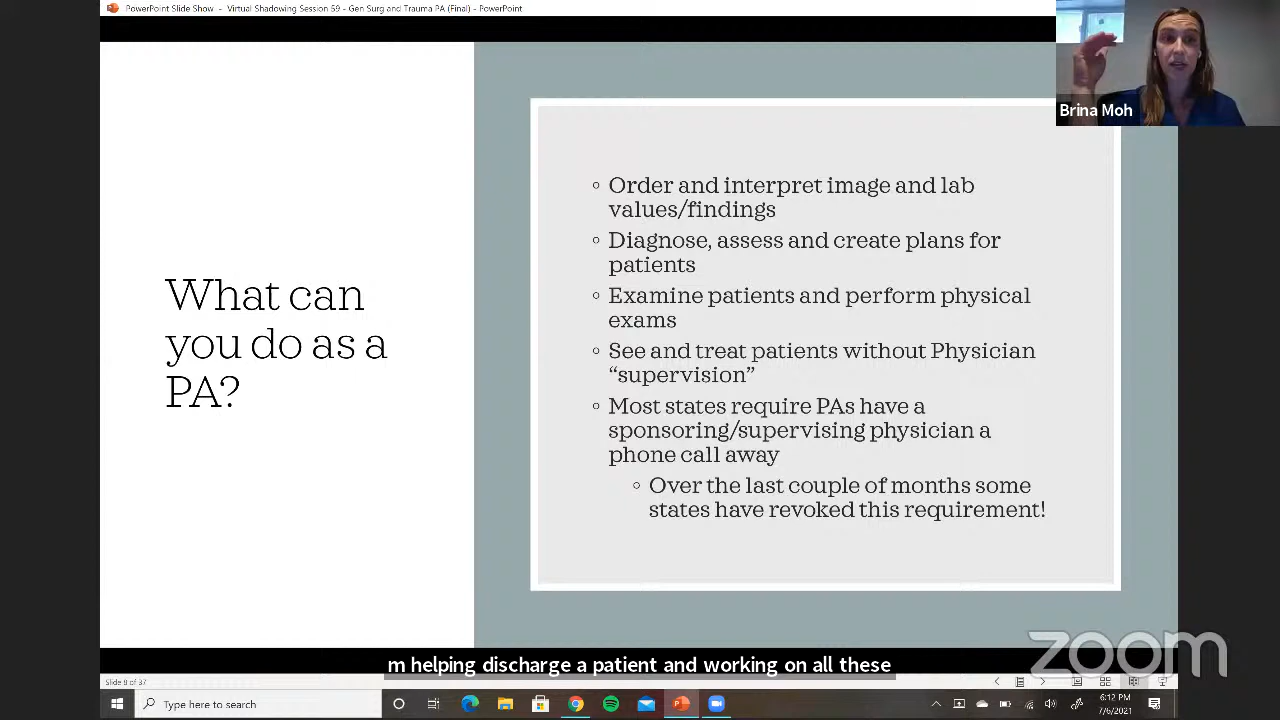 PowerPoint Slide Show - Virtual Shadowing Session 59 - Gen Surg and Trauma PA (Final) - PowerPoint
Brina Moh
What can
you do as a
PA?
◦ Order and interpret image and lab
values/findings
◦ Diagnose, assess and create plans for
patients
◦ Examine patients and perform physical
exams
◦ See and treat patients without Physician
“supervision”
◦ Most states require PAs have a
sponsoring/supervising physician a
phone call away
◦ Over the last couple of months some
states have revoked this requirement!
zoom
m helping discharge a patient and working on all these
Slide 8 of 37
Type here to search
6:12 PM
7/6/2021